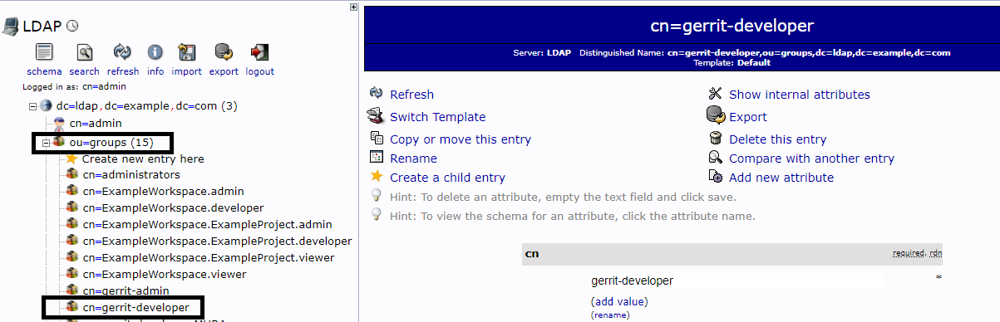 LDAP
schema search refresh info import export logout
Logged in as: cn=admin
dc=ldap,dc=example,dc=com (3)
cn=admin
ou=groups (15)
Create new entry here
cn=administrators
cn=ExampleWorkspace.admin
cn=ExampleWorkspace.developer
cn=ExampleWorkspace.ExampleProject.admin
cn=ExampleWorkspace.ExampleProject.developer
cn=ExampleWorkspace.ExampleProject.viewer
cn=ExampleWorkspace.viewer
cn=gerrit-admin
cn=gerrit-developer
cn=gerrit-developer
Server: LDAP Distinguished Name: cn=gerrit-developer,ou=groups,dc=ldap,dc=example,dc=com
Template: Default
Refresh
Switch Template
Copy or move this entry
Rename
Create a child entry
Show internal attributes
Export
Delete this entry
Compare with another entry
Add new attribute
Hint: To delete an attribute, empty the text field and click save.
Hint: To view the schema for an attribute, click the attribute name.
cn required, rdn
gerrit-developer *
(add value)
(rename)